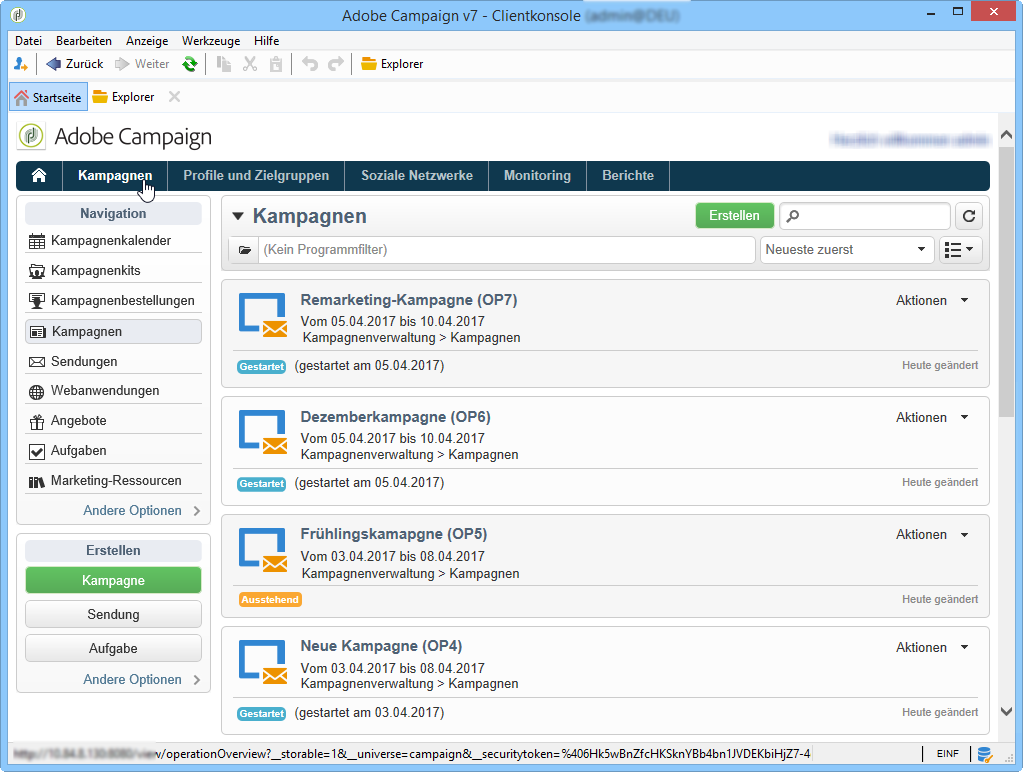 Adobe Campaign v7 - Clientkonsole
Datei Bearbeiten Anzeige Werkzeuge Hilfe
Zurück Weiter Explorer
Startseite Explorer
Adobe Campaign
Kampagnen Profile und Zielgruppen Soziale Netzwerke Monitoring Berichte
Navigation
Kampagnenkalender
Kampagnenkits
Kampagnenbestellungen
Kampagnen
Sendungen
Webanwendungen
Angebote
Aufgaben
Marketing-Ressourcen
Andere Optionen
Erstellen
Kampagne
Sendung
Aufgabe
Andere Optionen
Kampagnen Erstellen
(Kein Programmfilter) Neueste zuerst
Remarketing-Kampagne (OP7) Aktionen
Vom 05.04.2017 bis 10.04.2017
Kampagnenverwaltung > Kampagnen
Gestartet (gestartet am 05.04.2017) Heute geändert
Dezemberkampagne (OP6) Aktionen
Vom 05.04.2017 bis 10.04.2017
Kampagnenverwaltung > Kampagnen
Gestartet (gestartet am 05.04.2017) Heute geändert
Frühlingskamapgne (OP5) Aktionen
Vom 03.04.2017 bis 08.04.2017
Kampagnenverwaltung > Kampagnen
Ausstehend Heute geändert
Neue Kampagne (OP4) Aktionen
Vom 03.04.2017 bis 08.04.2017
Kampagnenverwaltung > Kampagnen
Gestartet (gestartet am 03.04.2017) Heute geändert
/operationOverview?__storable=1&__universe=campaign&__securitytoken=%406Hk5wBnZfcHKSknYBb4bn1JVDEKbiHjZ7-4 EINF